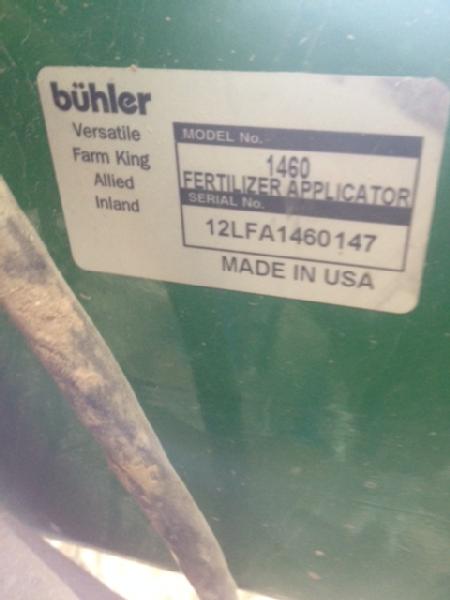 bühler
Versatile
Farm King
Allied
Inland
MODEL No.
1460
FERTILIZER APPLICATOR
SERIAL No.
12LFA1460147
MADE IN USA